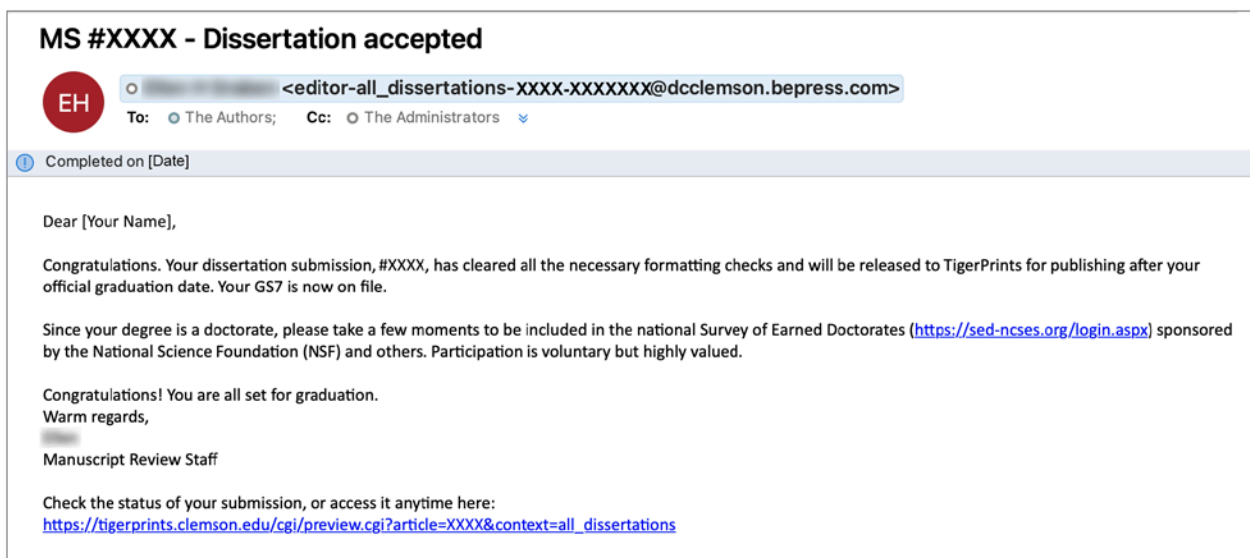 MS #XXXX - Dissertation accepted
EH
<editor-all_dissertations-XXXX-XXXXXXX@dcclemson.bepress.com>
To: The Authors; Cc: The Administrators
Completed on [Date]
Dear [Your Name],
Congratulations. Your dissertation submission, #XXXX, has cleared all the necessary formatting checks and will be released to TigerPrints for publishing after your
official graduation date. Your GS7 is now on file.
Since your degree is a doctorate, please take a few moments to be included in the national Survey of Earned Doctorates (https://sed-ncses.org/login.aspx) sponsored
by the National Science Foundation (NSF) and others. Participation is voluntary but highly valued.
Congratulations! You are all set for graduation.
Warm regards,
Manuscript Review Staff
Check the status of your submission, or access it anytime here:
https://tigerprints.clemson.edu/cgi/preview.cgi?article=XXXX&context=all_dissertations